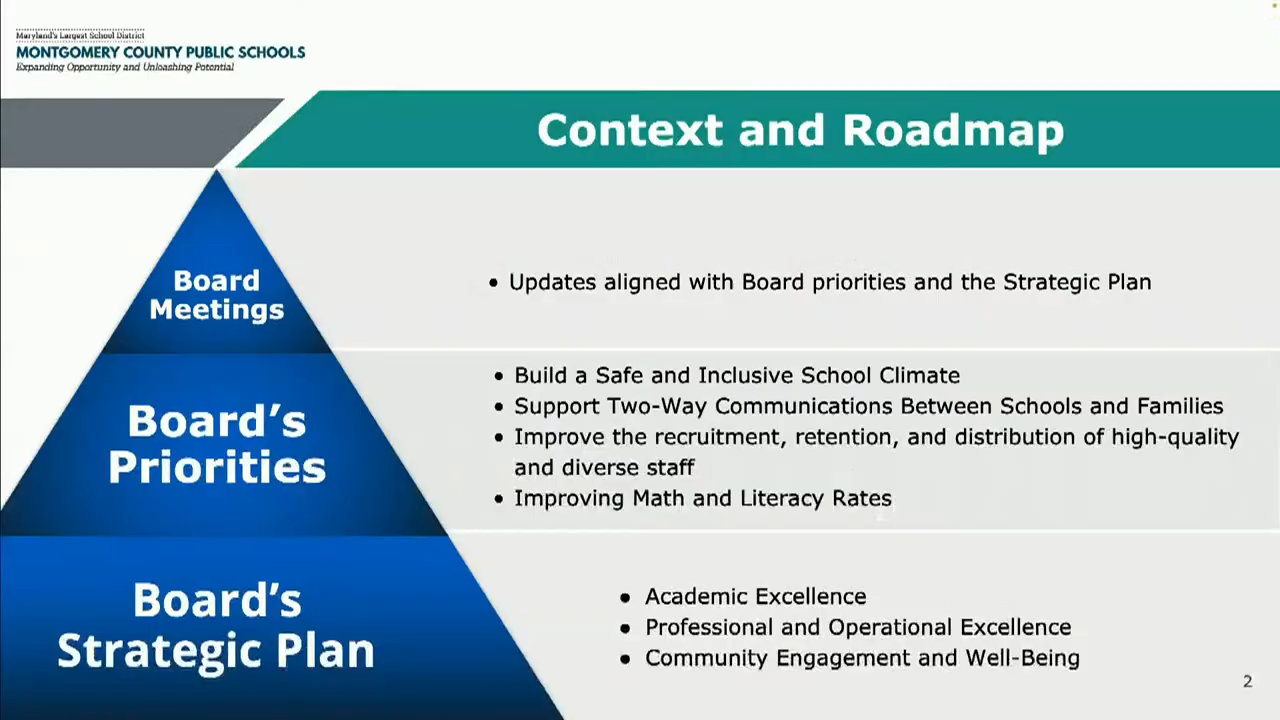 Maryland's Largest School District
MONTGOMERY COUNTY PUBLIC SCHOOLS
Expanding Opportunity and Unleashing Potential
Context and Roadmap
Board
Meetings
• Updates aligned with Board priorities and the Strategic Plan
Board's
Priorities
• Build a Safe and Inclusive School Climate
• Support Two-Way Communications Between Schools and Families
• Improve the recruitment, retention, and distribution of high-quality
and diverse staff
• Improving Math and Literacy Rates
Board's
Strategic Plan
• Academic Excellence
• Professional and Operational Excellence
• Community Engagement and Well-Being
2